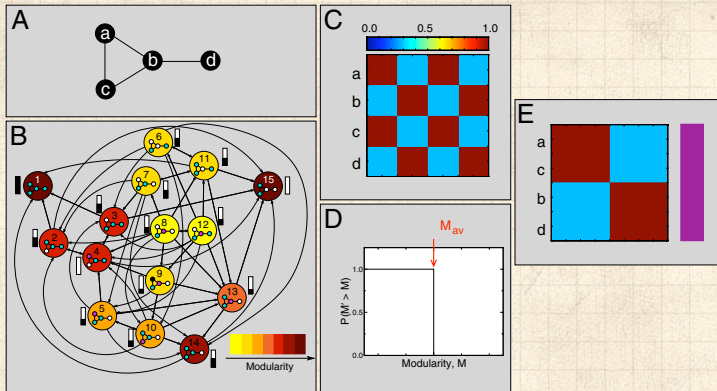 A
a
b
d
c
B
6
7
11
1
15
3
8
12
2
4
9
13
5
10
14
Modularity
C
0.0 0.5 1.0
a
b
c
d
D
M_av
1.0
0.5
0.0
P(M' > M)
Modularity, M
E
a
c
b
d